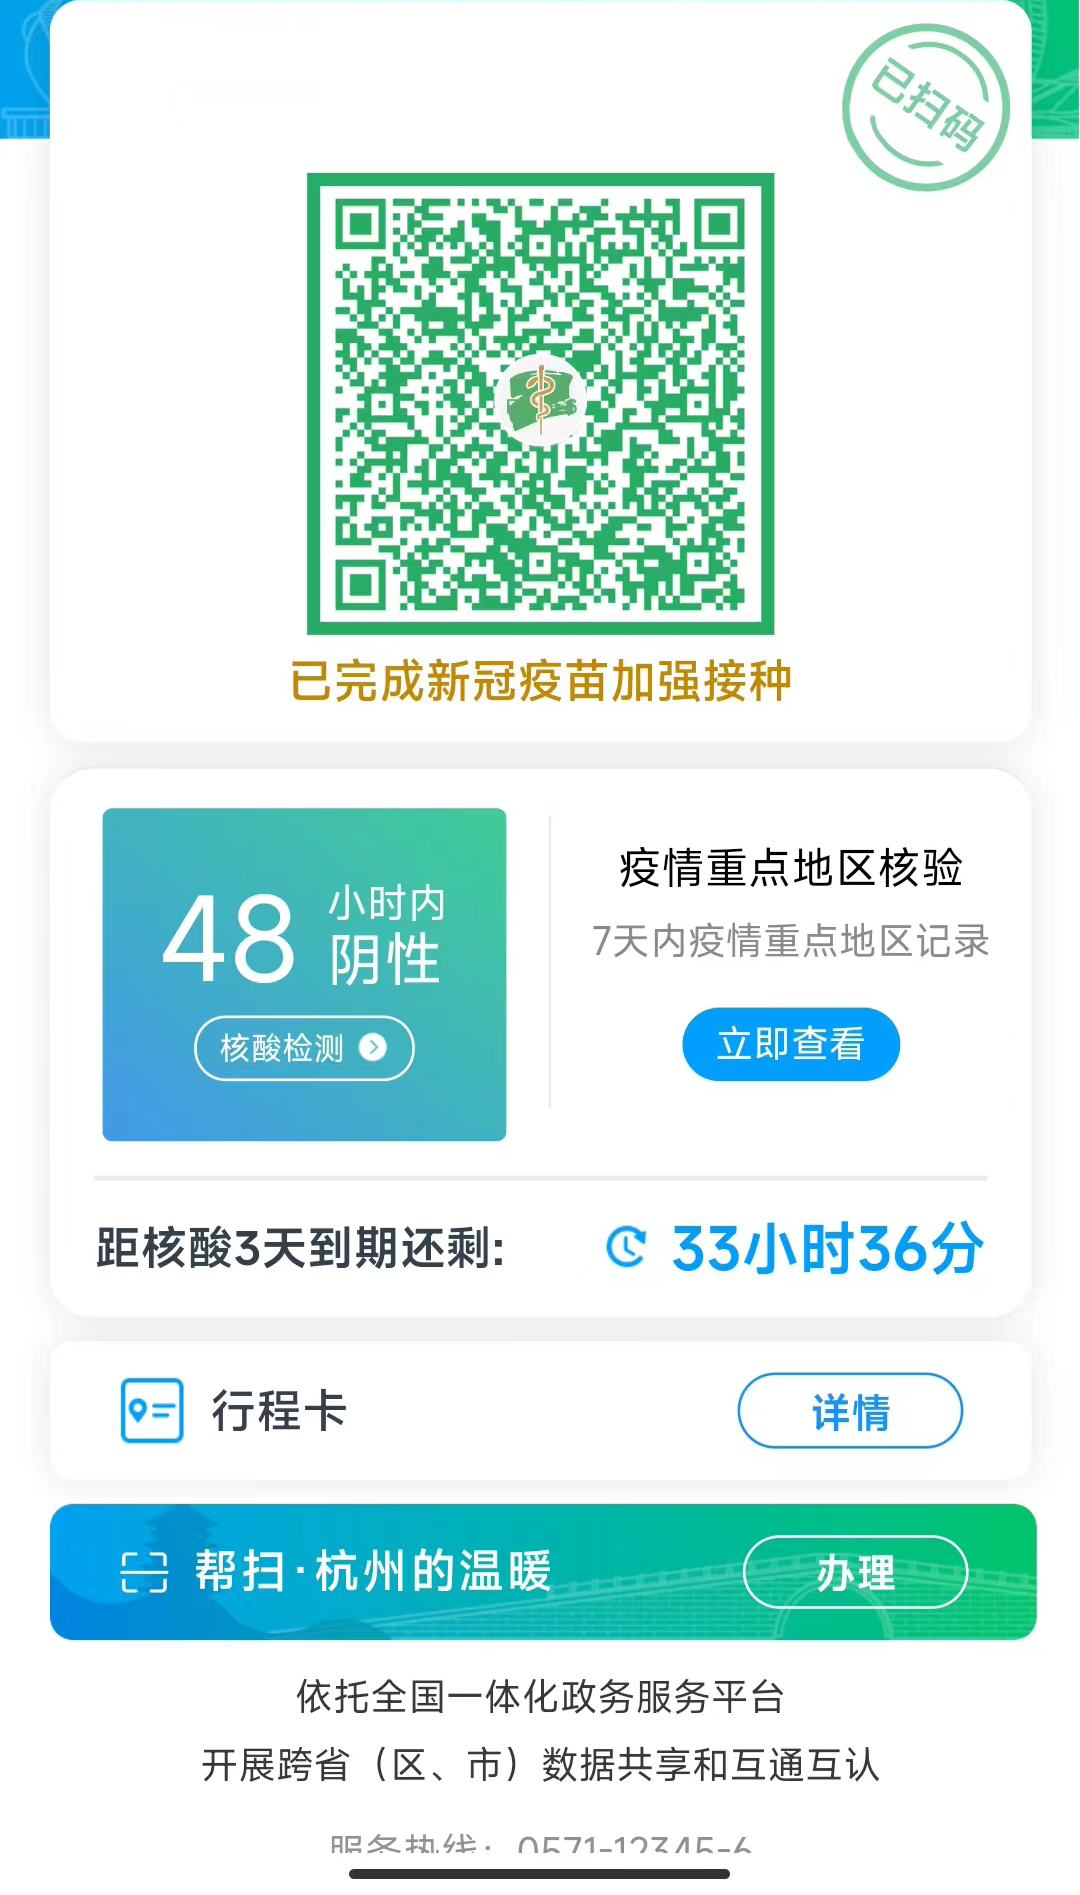 已扫码
已完成新冠疫苗加强接种
48 小时内
阴性
核酸检测
疫情重点地区核验
7天内疫情重点地区记录
立即查看
距核酸3天到期还剩: 33小时36分
行程卡 详情
帮扫·杭州的温暖 办理
依托全国一体化政务服务平台
开展跨省（区、市）数据共享和互通互认
服务热线: 0571-12345-6